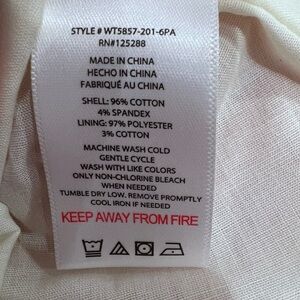 STYLE # WT5857-201-6PA
RN#125288
MADE IN CHINA
HECHO IN CHINA
FABRIQUÉ AU CHINA
SHELL: 96% COTTON
4% SPANDEX
LINING: 97% POLYESTER
3% COTTON
MACHINE WASH COLD
GENTLE CYCLE
WASH WITH LIKE COLORS
ONLY NON-CHLORINE BLEACH
WHEN NEEDED
TUMBLE DRY LOW. REMOVE PROMPTLY
COOL IRON IF NEEDED
KEEP AWAY FROM FIRE